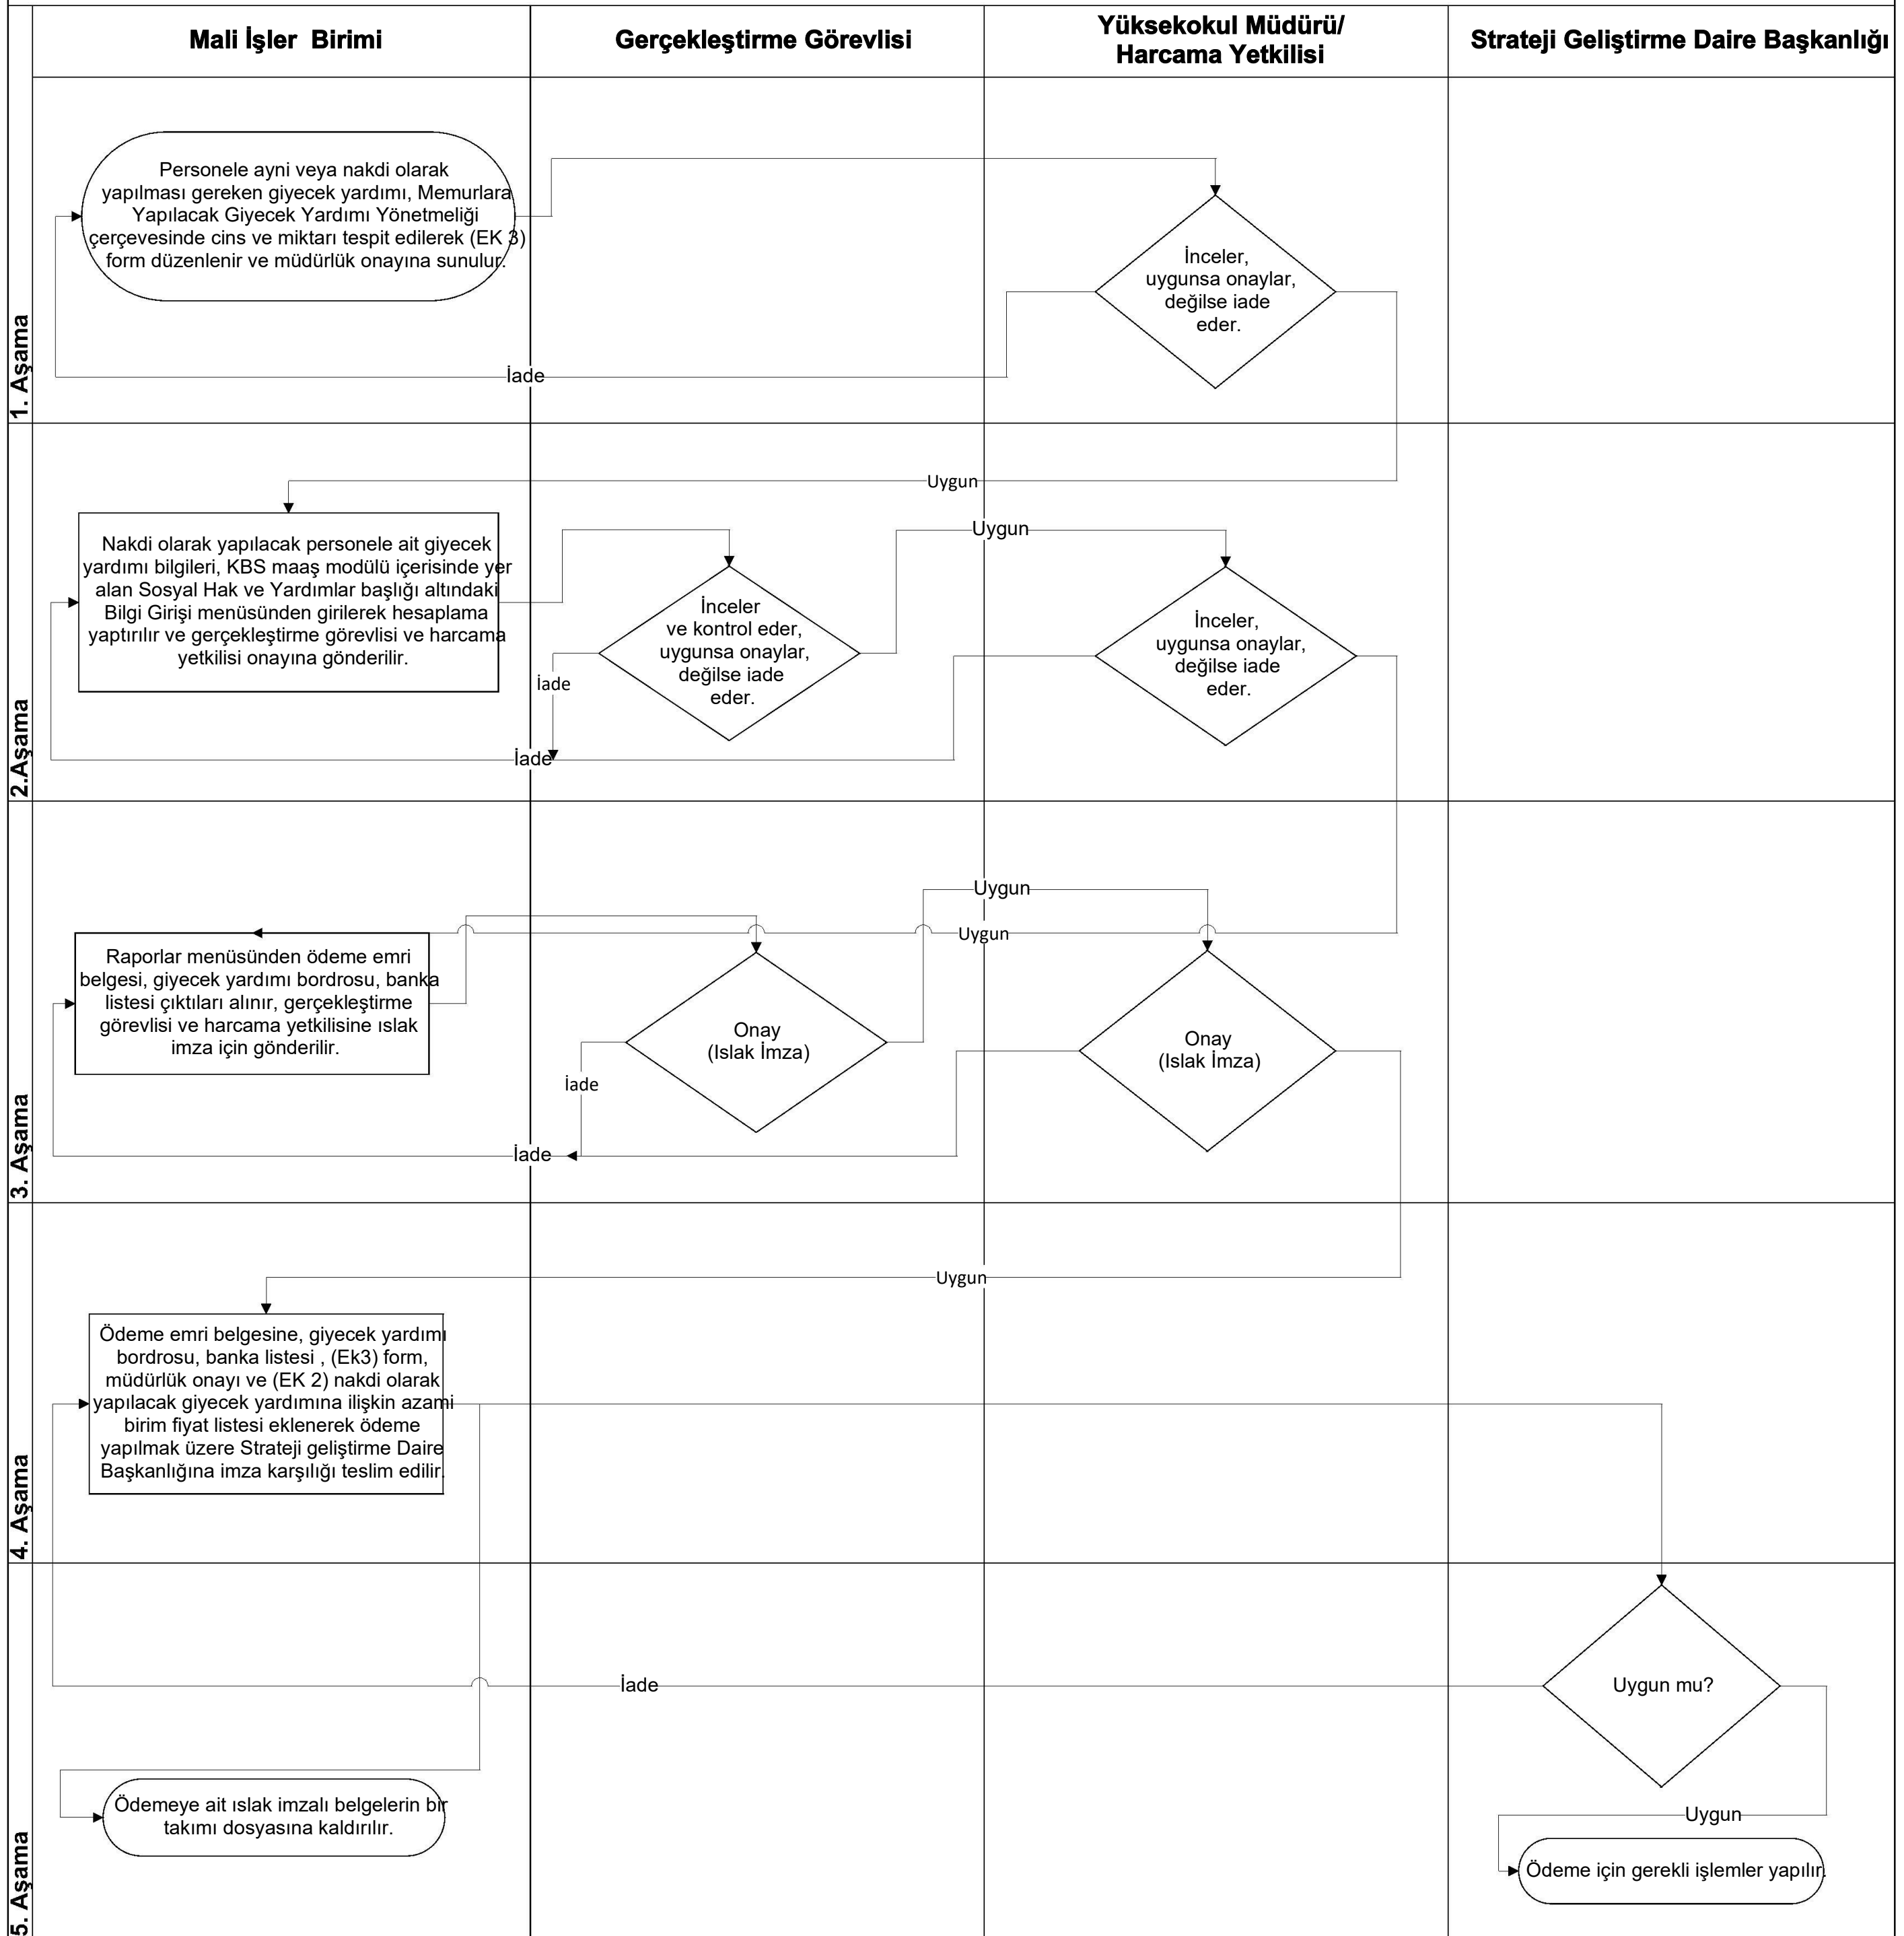 Mali İşler  Birimi
Gerçekleştirme Görevlisi
Yüksekokul Müdürü/
Harcama Yetkilisi
Strateji Geliştirme Daire Başkanlığı
1. Aşama
Personele ayni veya nakdi olarak
yapılması gereken giyecek yardımı, Memurlara
Yapılacak Giyecek Yardımı Yönetmeliği
çerçevesinde cins ve miktarı tespit edilerek (EK 3)
form düzenlenir ve müdürlük onayına sunulur.
İnceler,
uygunsa onaylar,
değilse iade
eder.
İade
Uygun
2.Aşama
Nakdi olarak yapılacak personele ait giyecek
yardımı bilgileri, KBS maaş modülü içerisinde yer
alan Sosyal Hak ve Yardımlar başlığı altındaki
Bilgi Girişi menüsünden girilerek hesaplama
yaptırılır ve gerçekleştirme görevlisi ve harcama
yetkilisi onayına gönderilir.
İnceler
ve kontrol eder,
uygunsa onaylar,
değilse iade
eder.
Uygun
İnceler,
uygunsa onaylar,
değilse iade
eder.
İade
İade
3. Aşama
Uygun
Uygun
Raporlar menüsünden ödeme emri
belgesi, giyecek yardımı bordrosu, banka
listesi çıktıları alınır, gerçekleştirme
görevlisi ve harcama yetkilisine ıslak
imza için gönderilir.
Onay
(Islak İmza)
Onay
(Islak İmza)
İade
İade
4. Aşama
Uygun
Ödeme emri belgesine, giyecek yardımı
bordrosu, banka listesi , (Ek3) form,
müdürlük onayı ve (EK 2) nakdi olarak
yapılacak giyecek yardımına ilişkin azami
birim fiyat listesi eklenerek ödeme
yapılmak üzere Strateji geliştirme Daire
Başkanlığına imza karşılığı teslim edilir.
5. Aşama
Uygun mu?
İade
Ödemeye ait ıslak imzalı belgelerin bir
takımı dosyasına kaldırılır.
Uygun
Ödeme için gerekli işlemler yapılır.